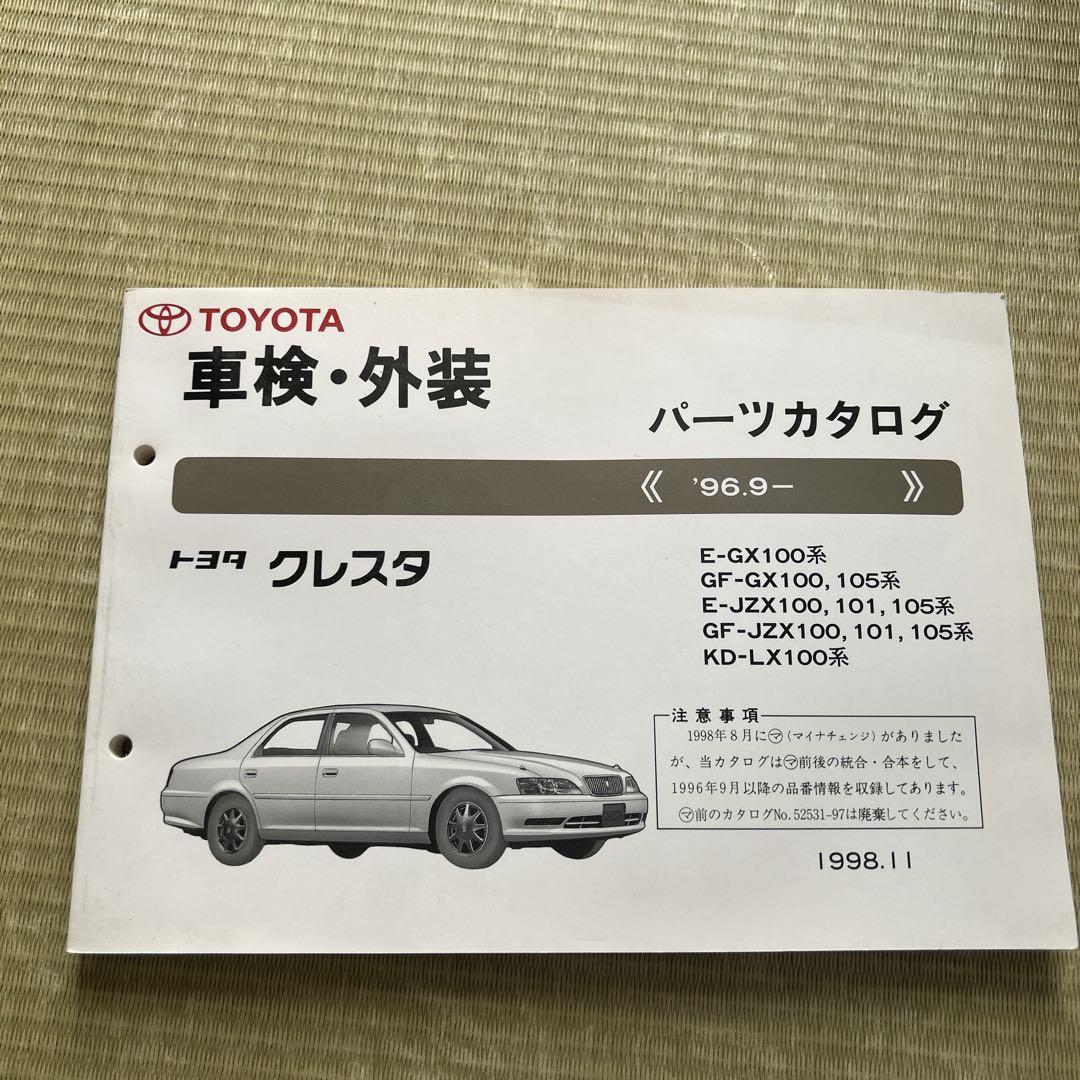 TOYOTA
車検・外装
パーツカタログ
《 '96.9− 》
トヨタ クレスタ
E-GX100系
GF-GX100, 105系
E-JZX100, 101, 105系
GF-JZX100, 101, 105系
KD-LX100系
注意事項
1998年8月に㋮(マイナチェンジ)がありました
が、当カタログは㋮前後の統合・合本をして、
1996年9月以降の品番情報を収録してあります。
㋮前のカタログNo.52531-97は廃棄してください。
1998.11